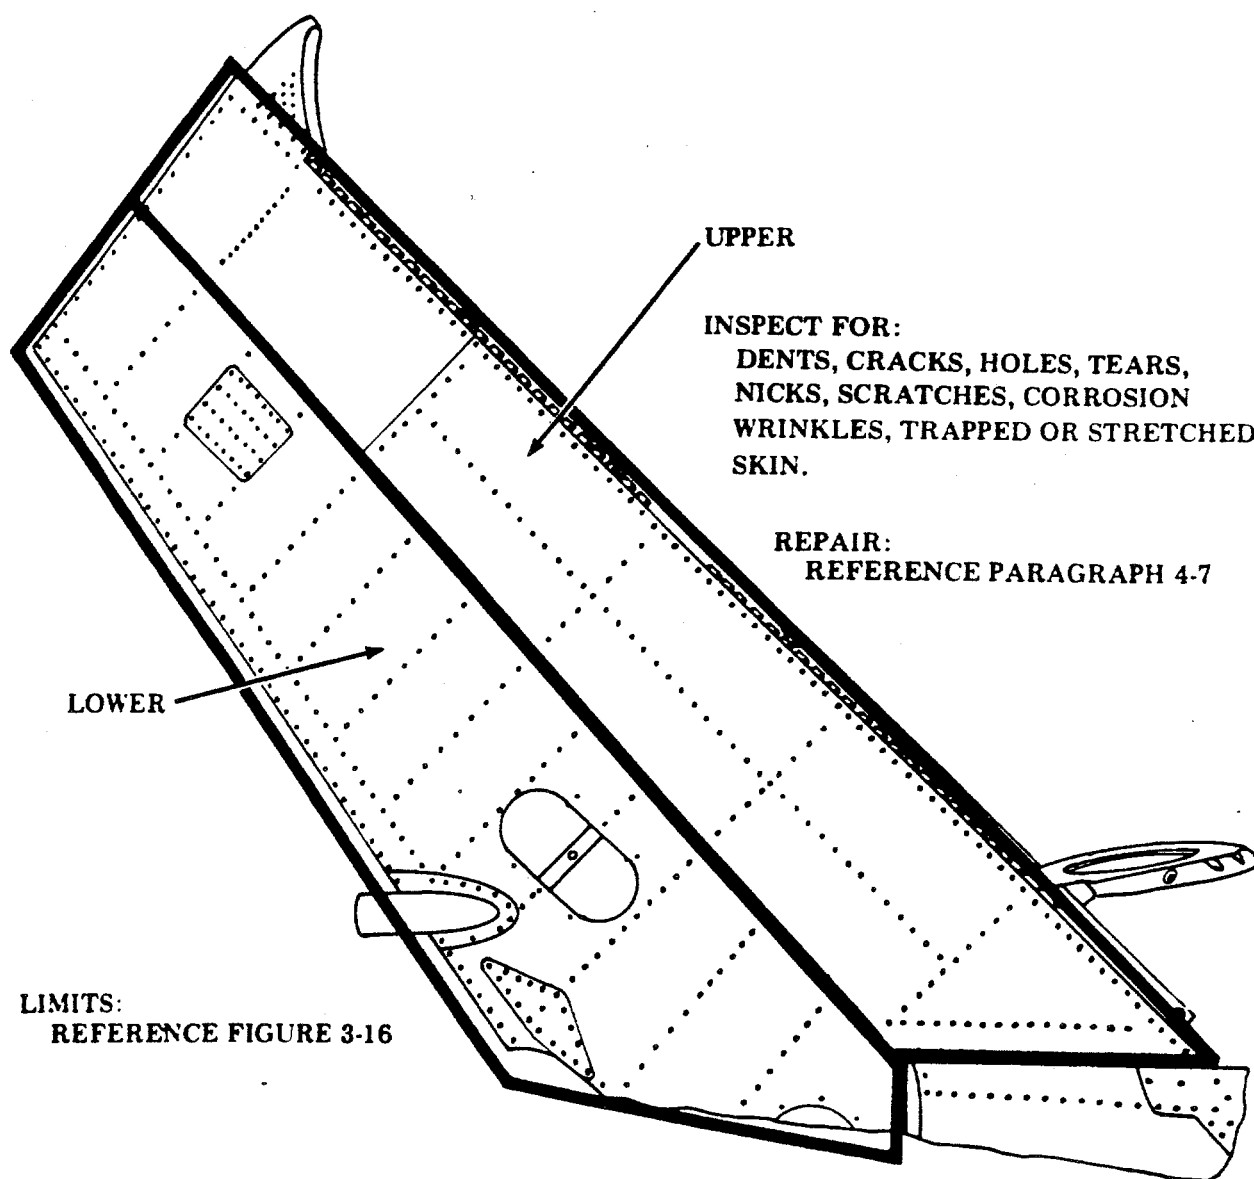 UPPER
INSPECT FOR:
DENTS, CRACKS, HOLES, TEARS,
NICKS, SCRATCHES, CORROSION
WRINKLES, TRAPPED OR STRETCHED
SKIN.
REPAIR:
REFERENCE PARAGRAPH 4-7
LOWER
LIMITS:
REFERENCE FIGURE 3-16